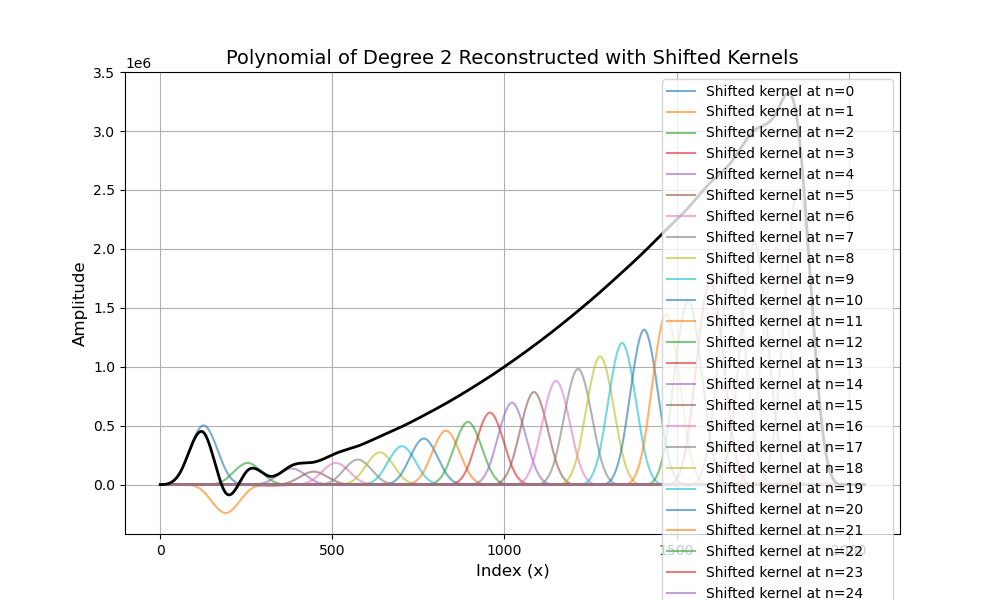 Polynomial of Degree 2 Reconstructed with Shifted Kernels
1e6
3.5
3.0
2.5
2.0
1.5
1.0
0.5
0.0
Amplitude
0
500
1000
1500
2000
Index (x)
Shifted kernel at n=0
Shifted kernel at n=1
Shifted kernel at n=2
Shifted kernel at n=3
Shifted kernel at n=4
Shifted kernel at n=5
Shifted kernel at n=6
Shifted kernel at n=7
Shifted kernel at n=8
Shifted kernel at n=9
Shifted kernel at n=10
Shifted kernel at n=11
Shifted kernel at n=12
Shifted kernel at n=13
Shifted kernel at n=14
Shifted kernel at n=15
Shifted kernel at n=16
Shifted kernel at n=17
Shifted kernel at n=18
Shifted kernel at n=19
Shifted kernel at n=20
Shifted kernel at n=21
Shifted kernel at n=22
Shifted kernel at n=23
Shifted kernel at n=24